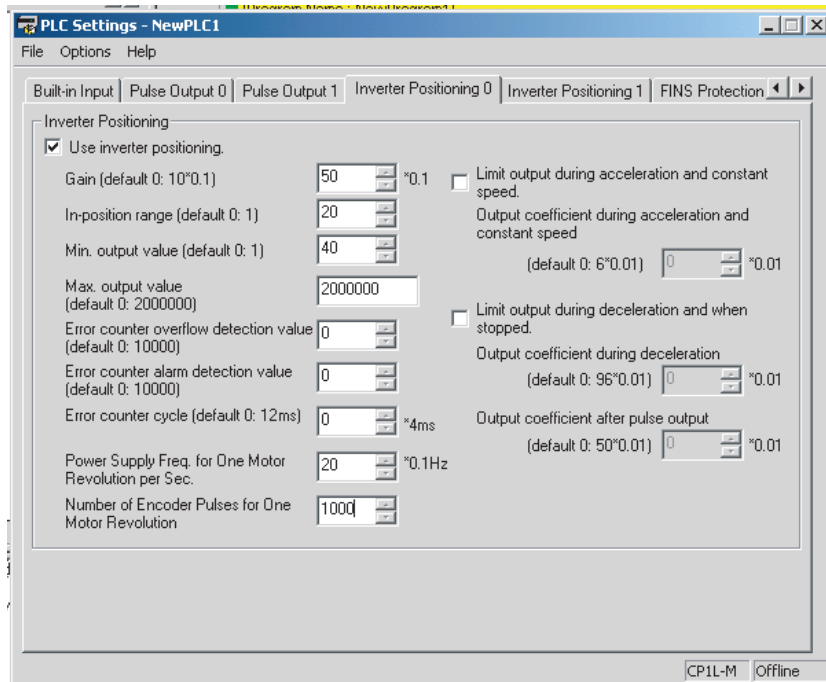 PLC Settings - NewPLC1
File Options Help
Built-in Input Pulse Output 0 Pulse Output 1 Inverter Positioning 0 Inverter Positioning 1 FINS Protection
Inverter Positioning
Use inverter positioning.
Gain (default 0: 10*0.1) 50 *0.1
In-position range (default 0: 1) 20
Min. output value (default 0: 1) 40
Max. output value
(default 0: 2000000) 2000000
Error counter overflow detection value
(default 0: 10000) 0
Error counter alarm detection value
(default 0: 10000) 0
Error counter cycle (default 0: 12ms) 0 *4ms
Power Supply Freq. for One Motor
Revolution per Sec. 20 *0.1Hz
Number of Encoder Pulses for One
Motor Revolution 1000
Limit output during acceleration and constant
speed.
Output coefficient during acceleration and
constant speed
(default 0: 6*0.01) 0 *0.01
Limit output during deceleration and when
stopped.
Output coefficient during deceleration
(default 0: 96*0.01) 0 *0.01
Output coefficient after pulse output
(default 0: 50*0.01) 0 *0.01
CP1L-M Offline